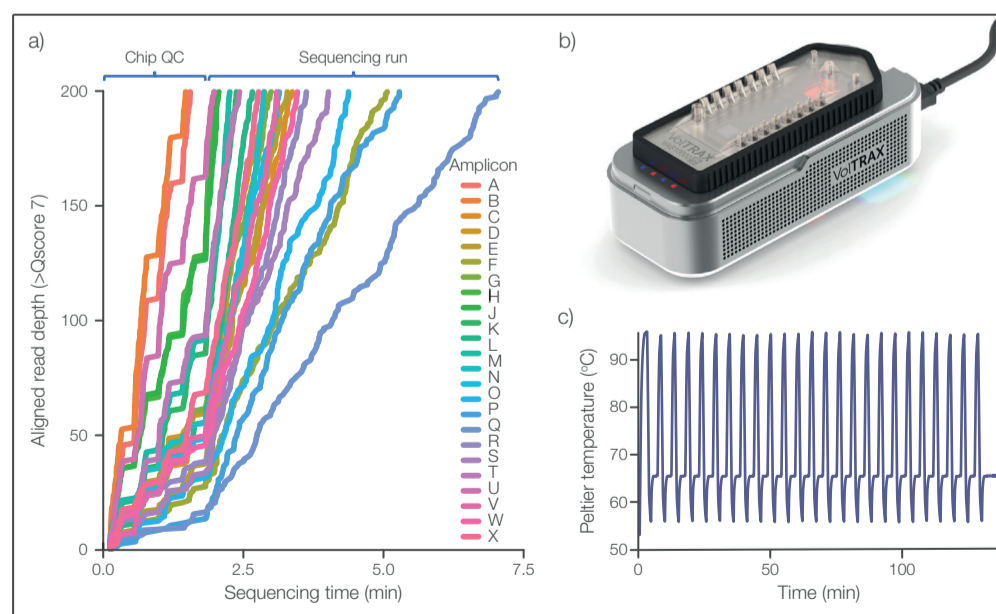 a)
Chip QC
Sequencing run
200
150
100
50
0
Aligned read depth (>Qscore 7)
0.0
2.5
5.0
7.5
Sequencing time (min)
Amplicon
A
B
C
D
E
F
G
H
J
K
L
M
N
O
P
Q
R
S
T
U
V
W
X
b)
VolTRAX
VolTRAX
c)
90
80
70
60
50
Peltier temperature (ºC)
0
50
100
Time (min)